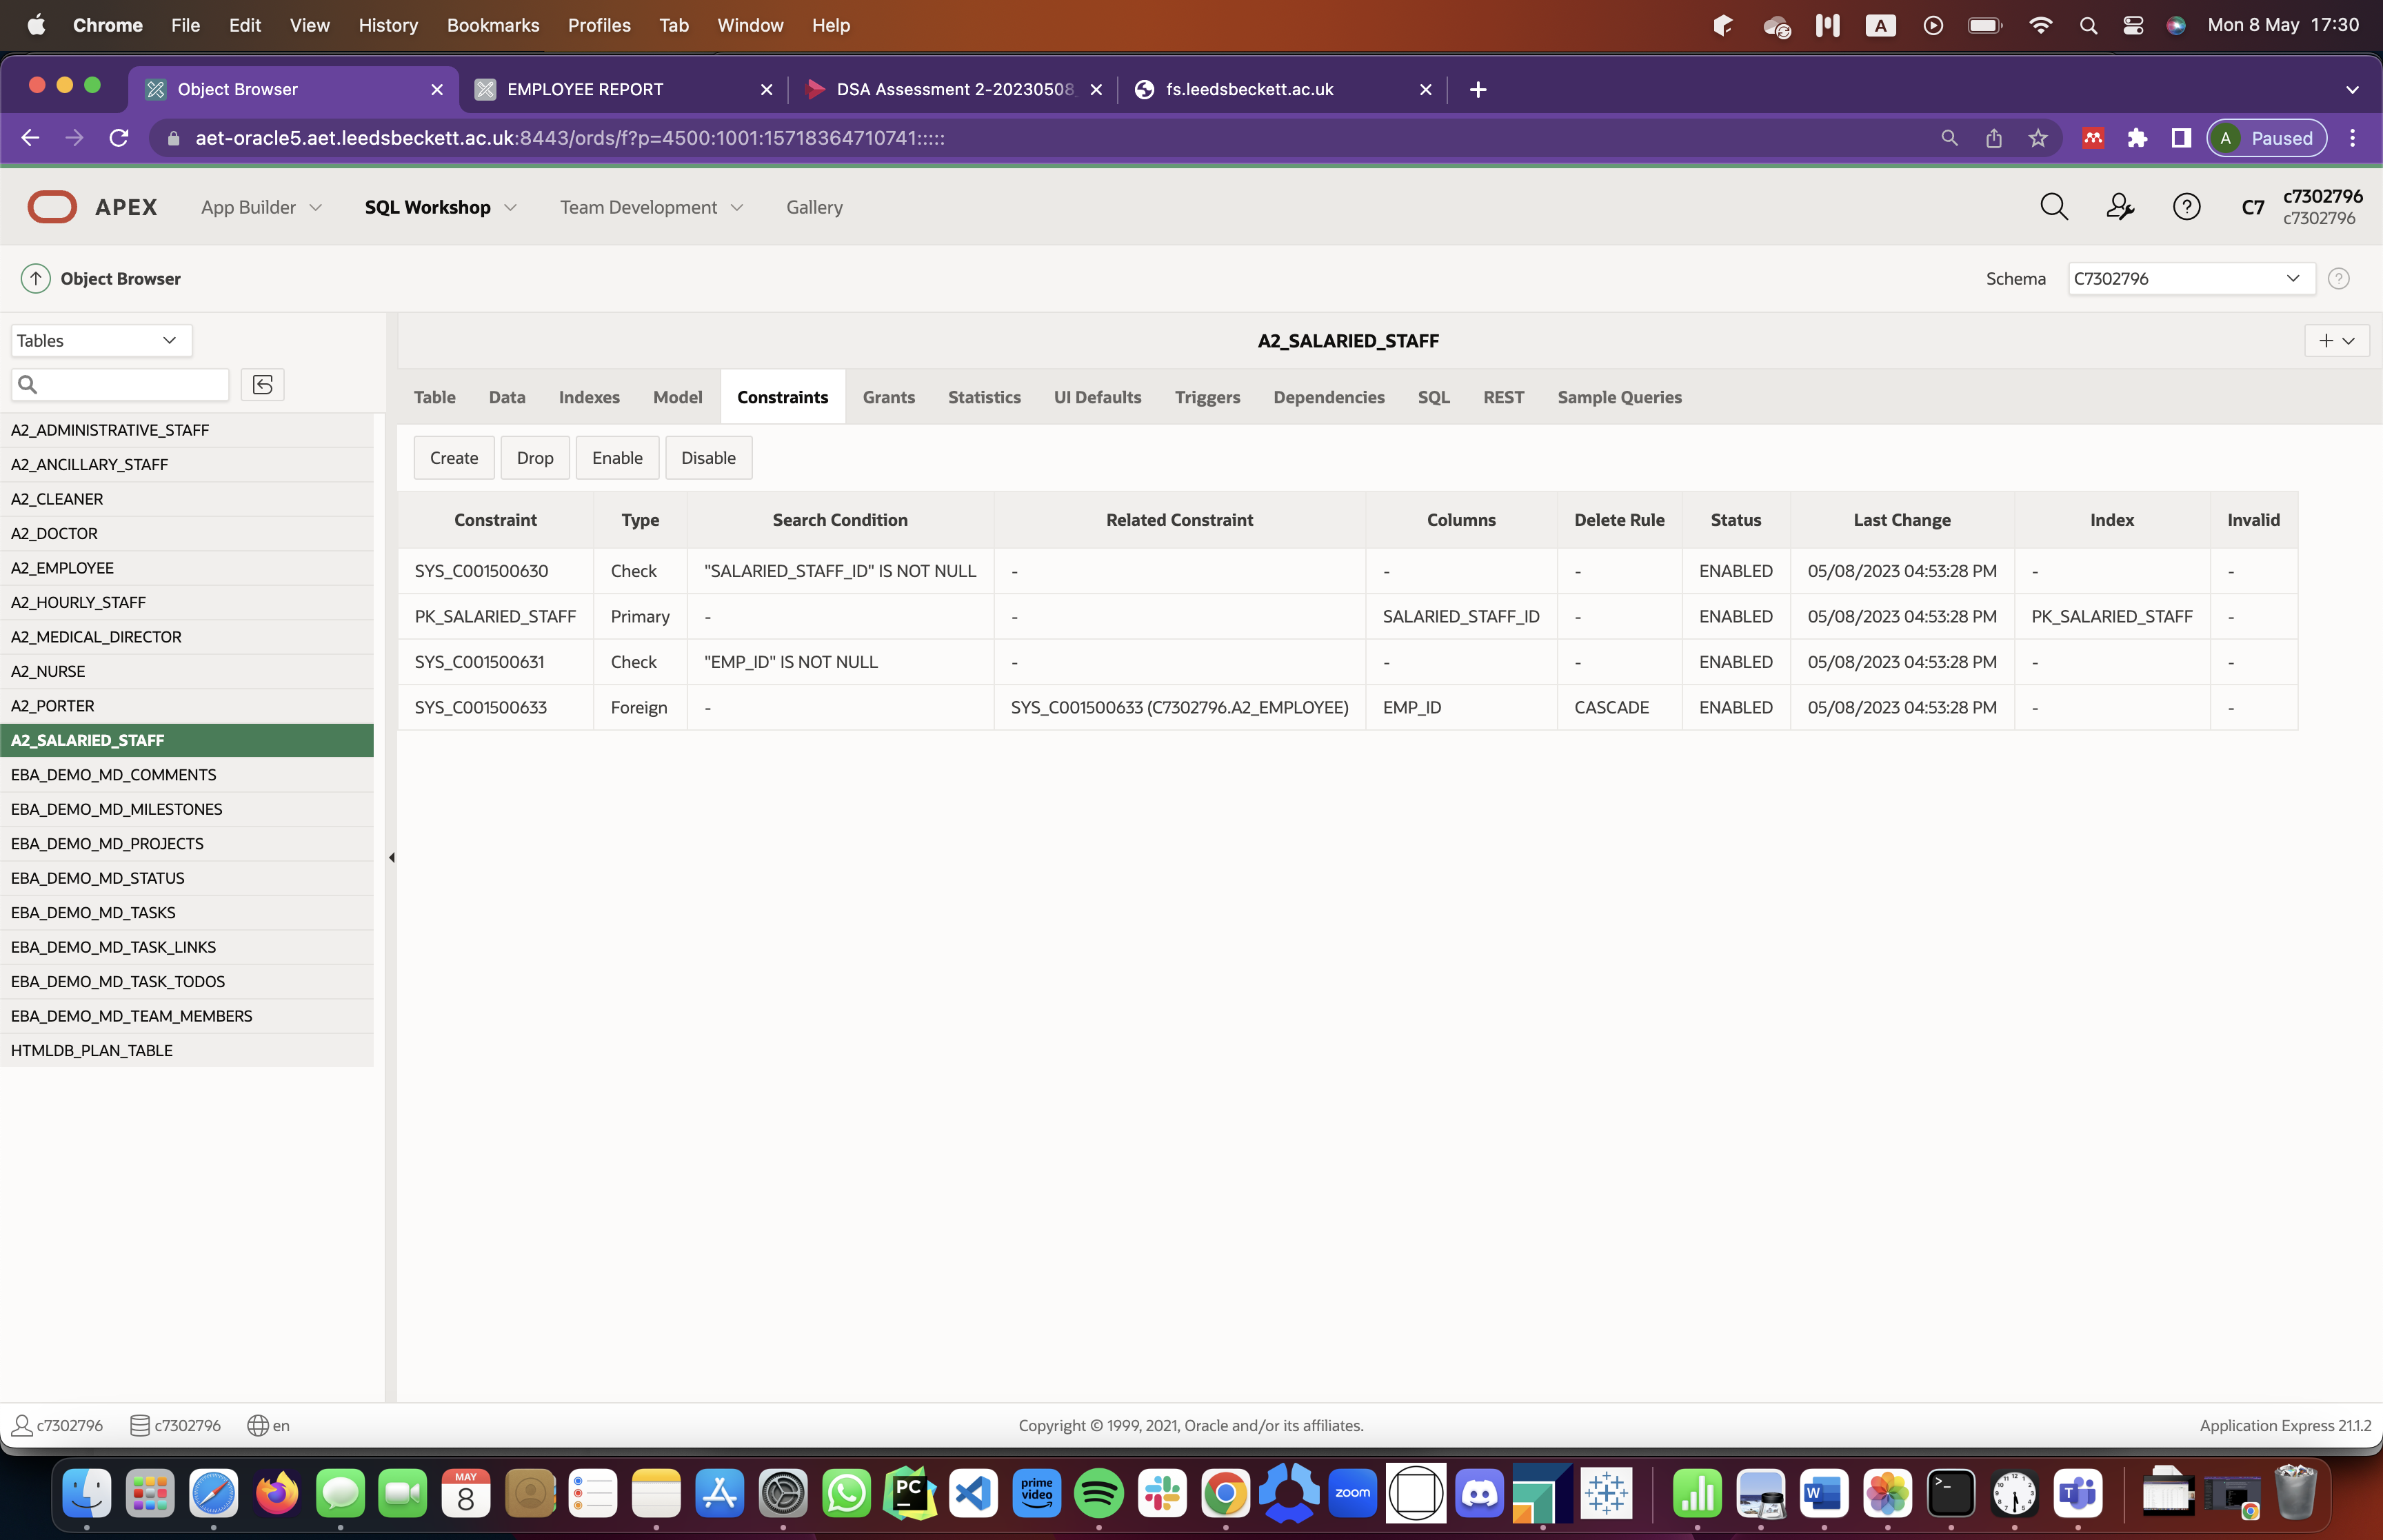 Chrome File Edit View History Bookmarks Profiles Tab Window Help A Mon 8 May 17:30
Object Browser EMPLOYEE REPORT DSA Assessment 2-20230508 fs.leedsbeckett.ac.uk
aet-oracle5.aet.leedsbeckett.ac.uk:8443/ords/f?p=4500:1001:15718364710741::::: A Paused
APEX App Builder SQL Workshop Team Development Gallery C7 c7302796
c7302796
Object Browser Schema C7302796
Tables
A2_SALARIED_STAFF
Table Data Indexes Model Constraints Grants Statistics UI Defaults Triggers Dependencies SQL REST Sample Queries
Create Drop Enable Disable
Constraint Type Search Condition Related Constraint Columns Delete Rule Status Last Change Index Invalid
SYS_C001500630 Check "SALARIED_STAFF_ID" IS NOT NULL - - - ENABLED 05/08/2023 04:53:28 PM - -
PK_SALARIED_STAFF Primary - - SALARIED_STAFF_ID - ENABLED 05/08/2023 04:53:28 PM PK_SALARIED_STAFF -
SYS_C001500631 Check "EMP_ID" IS NOT NULL - - - ENABLED 05/08/2023 04:53:28 PM - -
SYS_C001500633 Foreign - SYS_C001500633 (C7302796.A2_EMPLOYEE) EMP_ID CASCADE ENABLED 05/08/2023 04:53:28 PM - -
A2_ADMINISTRATIVE_STAFF
A2_ANCILLARY_STAFF
A2_CLEANER
A2_DOCTOR
A2_EMPLOYEE
A2_HOURLY_STAFF
A2_MEDICAL_DIRECTOR
A2_NURSE
A2_PORTER
A2_SALARIED_STAFF
EBA_DEMO_MD_COMMENTS
EBA_DEMO_MD_MILESTONES
EBA_DEMO_MD_PROJECTS
EBA_DEMO_MD_STATUS
EBA_DEMO_MD_TASKS
EBA_DEMO_MD_TASK_LINKS
EBA_DEMO_MD_TASK_TODOS
EBA_DEMO_MD_TEAM_MEMBERS
HTMLDB_PLAN_TABLE
c7302796 c7302796 en Copyright © 1999, 2021, Oracle and/or its affiliates. Application Express 21.1.2
MAY
8
PC
prime video
zoom
W
T